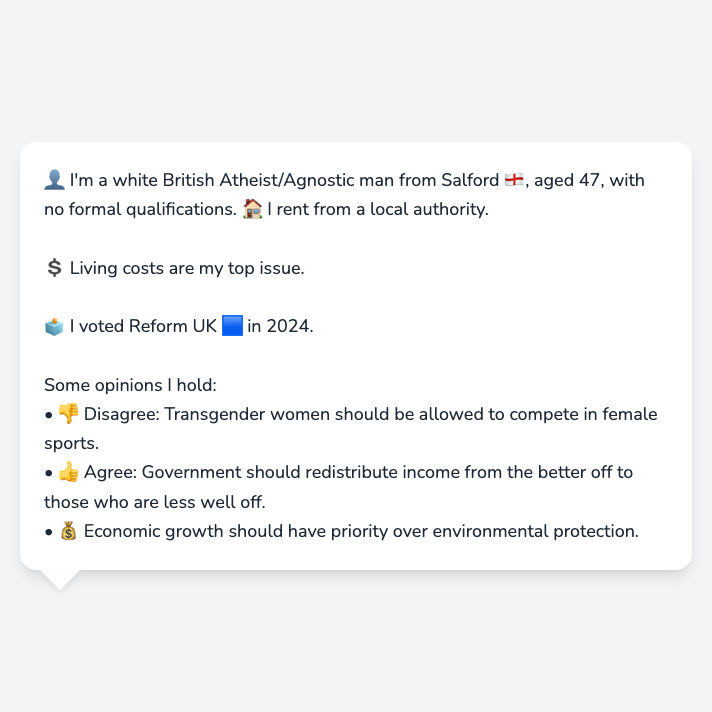 👤 I'm a white British Atheist/Agnostic man from Salford 🏴󠁧󠁢󠁥󠁮󠁧󠁿, aged 47, with
no formal qualifications. 🏠 I rent from a local authority.
💲 Living costs are my top issue.
🗳️ I voted Reform UK 🟦 in 2024.
Some opinions I hold:
• 👎 Disagree: Transgender women should be allowed to compete in female
sports.
• 👍 Agree: Government should redistribute income from the better off to
those who are less well off.
• 💰 Economic growth should have priority over environmental protection.